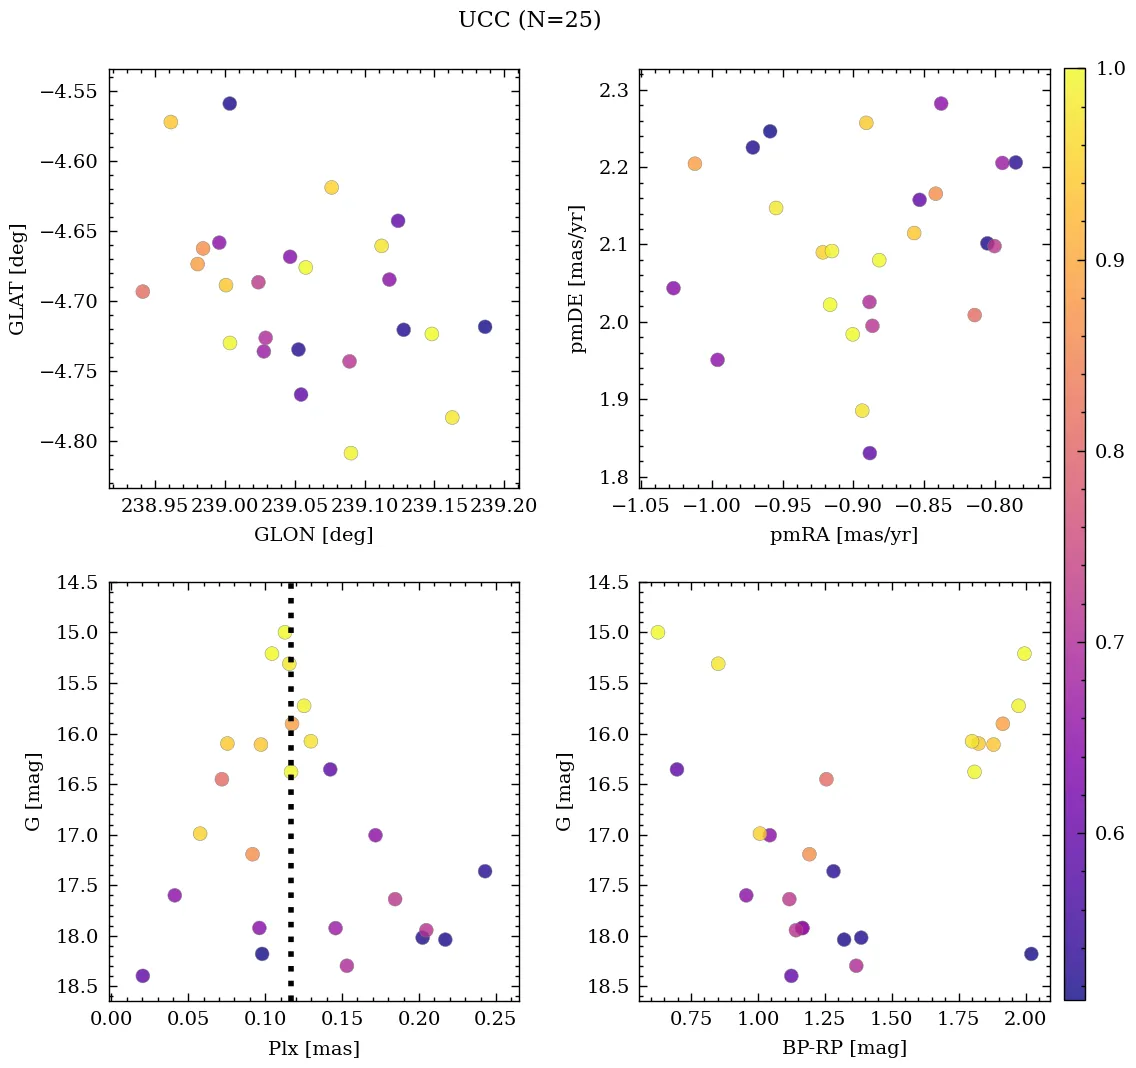 UCC (N=25)
−4.55
−4.60
−4.65
−4.70
−4.75
−4.80
GLAT [deg]
238.95 239.00 239.05 239.10 239.15 239.20
GLON [deg]
2.3
2.2
2.1
2.0
1.9
1.8
pmDE [mas/yr]
−1.05 −1.00 −0.95 −0.90 −0.85 −0.80
pmRA [mas/yr]
1.0
0.9
0.8
0.7
0.6
14.5
15.0
15.5
16.0
16.5
17.0
17.5
18.0
18.5
G [mag]
0.00 0.05 0.10 0.15 0.20 0.25
Plx [mas]
14.5
15.0
15.5
16.0
16.5
17.0
17.5
18.0
18.5
G [mag]
0.75 1.00 1.25 1.50 1.75 2.00
BP-RP [mag]